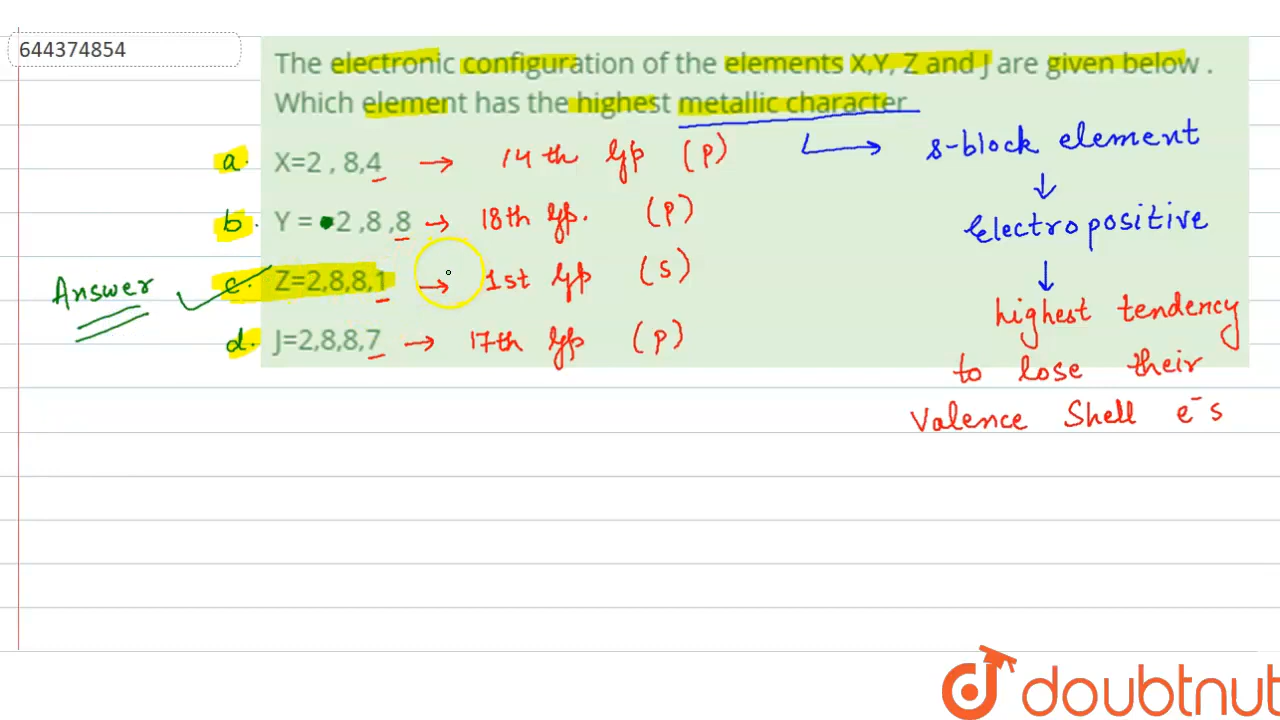 644374854
The electronic configuration of the elements X,Y, Z and J are given below .
Which element has the highest metallic character
a. X=2 , 8,4 → 14th gp (p)
b. Y = 2 ,8 ,8 → 18th gp. (p)
c. Z=2,8,8,1 → 1st gp (s)
d. J=2,8,8,7 → 17th gp (p)
Answer
→ s-block element
↓
Electropositive
↓
highest tendency
to lose their
Valence Shell e⁻s
doubtnut